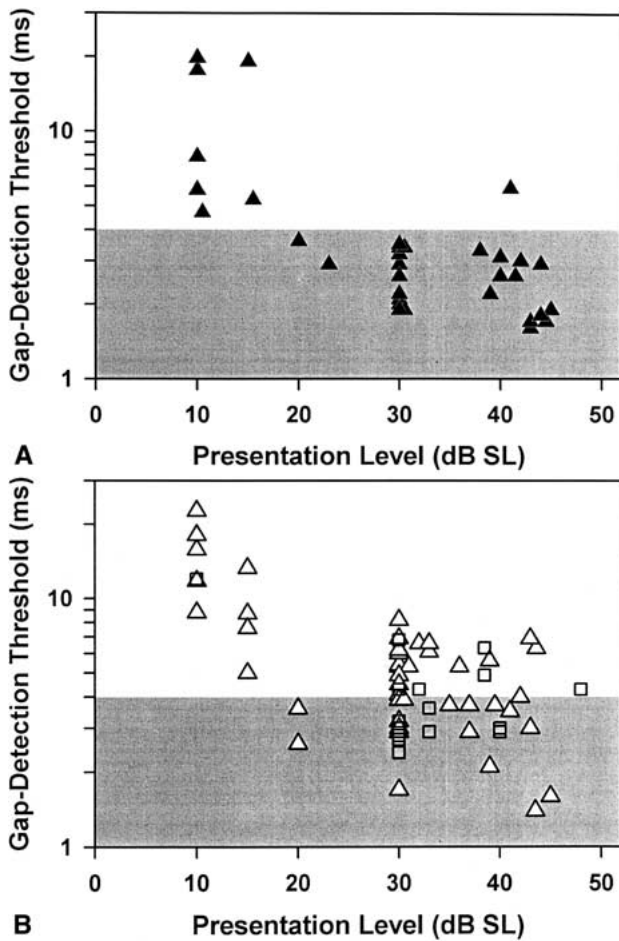 Gap-Detection Threshold (ms)
10
1
0 10 20 30 40 50
A
Presentation Level (dB SL)
Gap-Detection Threshold (ms)
10
1
0 10 20 30 40 50
B
Presentation Level (dB SL)